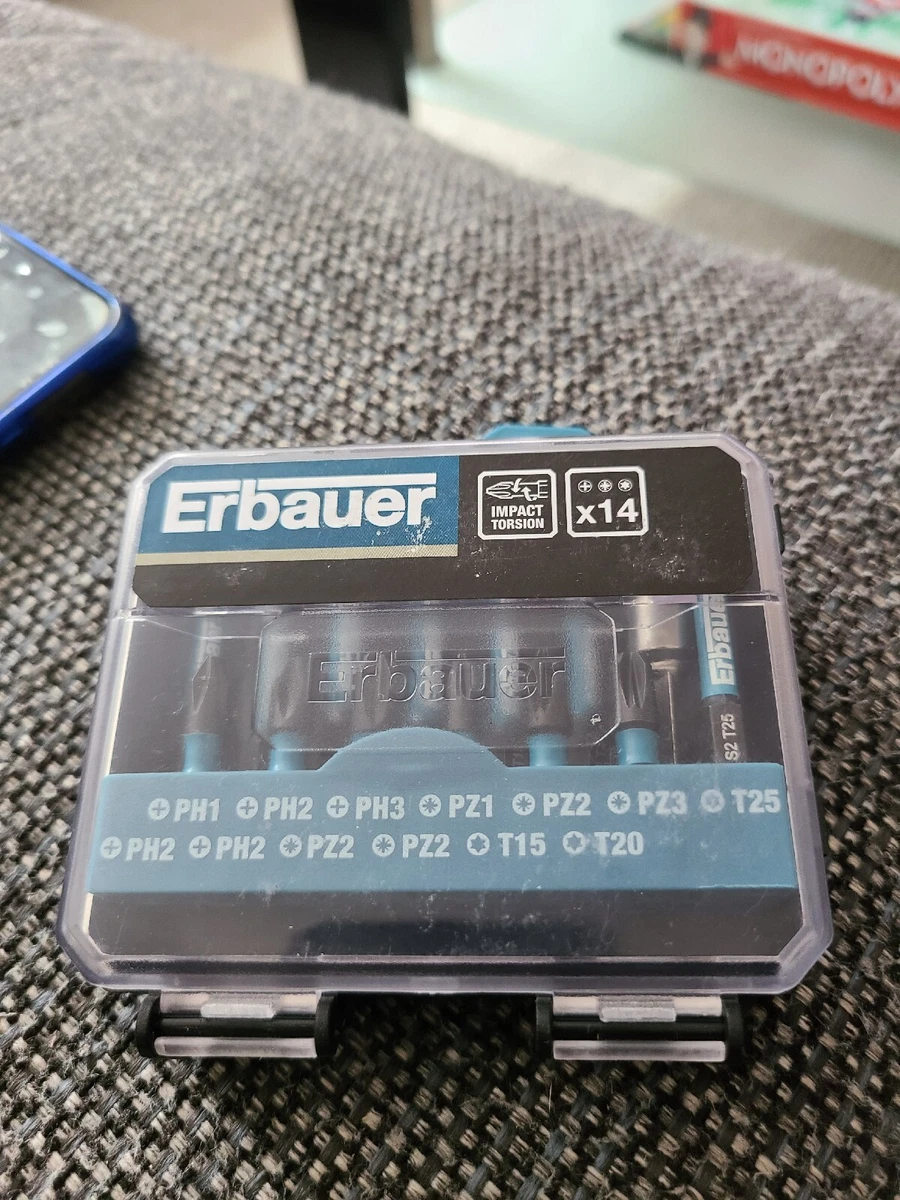 MONOPOLY
Erbauer
IMPACT
TORSION
x14
Erbauer
Erbauer
S2 T25
PH1 PH2 PH3 PZ1 PZ2 PZ3 T25
PH2 PH2 PZ2 PZ2 T15 T20